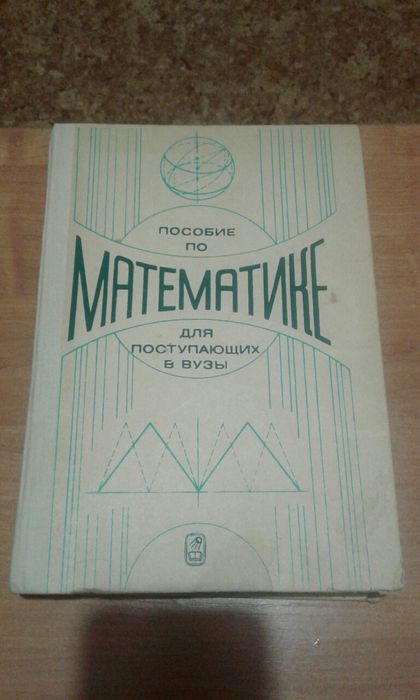 ПОСОБИЕ
ПО
МАТЕМАТИКЕ
ДЛЯ
ПОСТУПАЮЩИХ
В ВУЗЫ